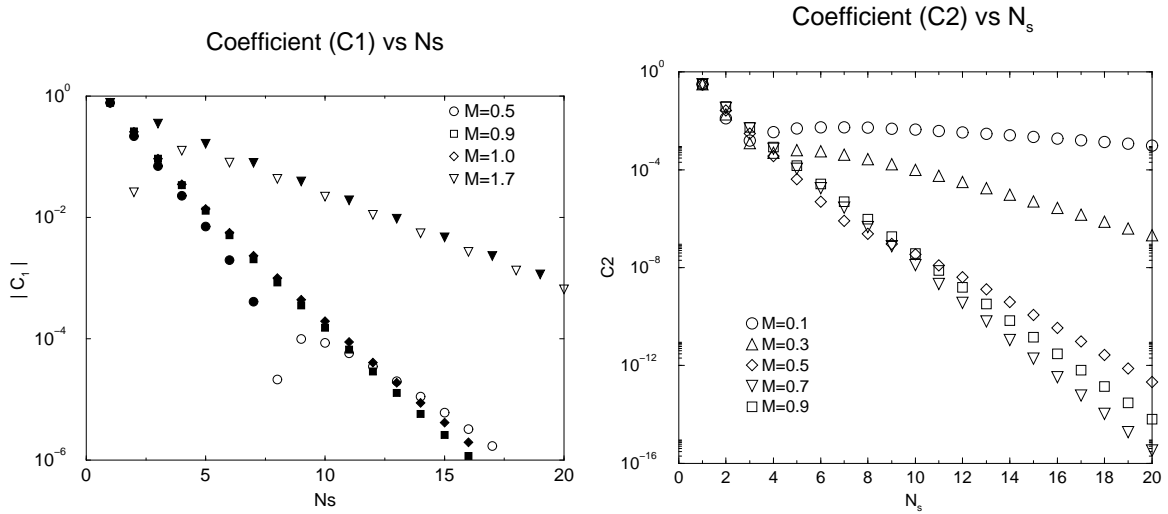 Coefficient (C1) vs Ns
10^0
10^-2
10^-4
10^-6
| C_1 |
0 5 10 15 20
Ns
M=0.5
M=0.9
M=1.0
M=1.7
Coefficient (C2) vs N_s
10^0
10^-4
10^-8
10^-12
10^-16
C2
0 2 4 6 8 10 12 14 16 18 20
N_s
M=0.1
M=0.3
M=0.5
M=0.7
M=0.9